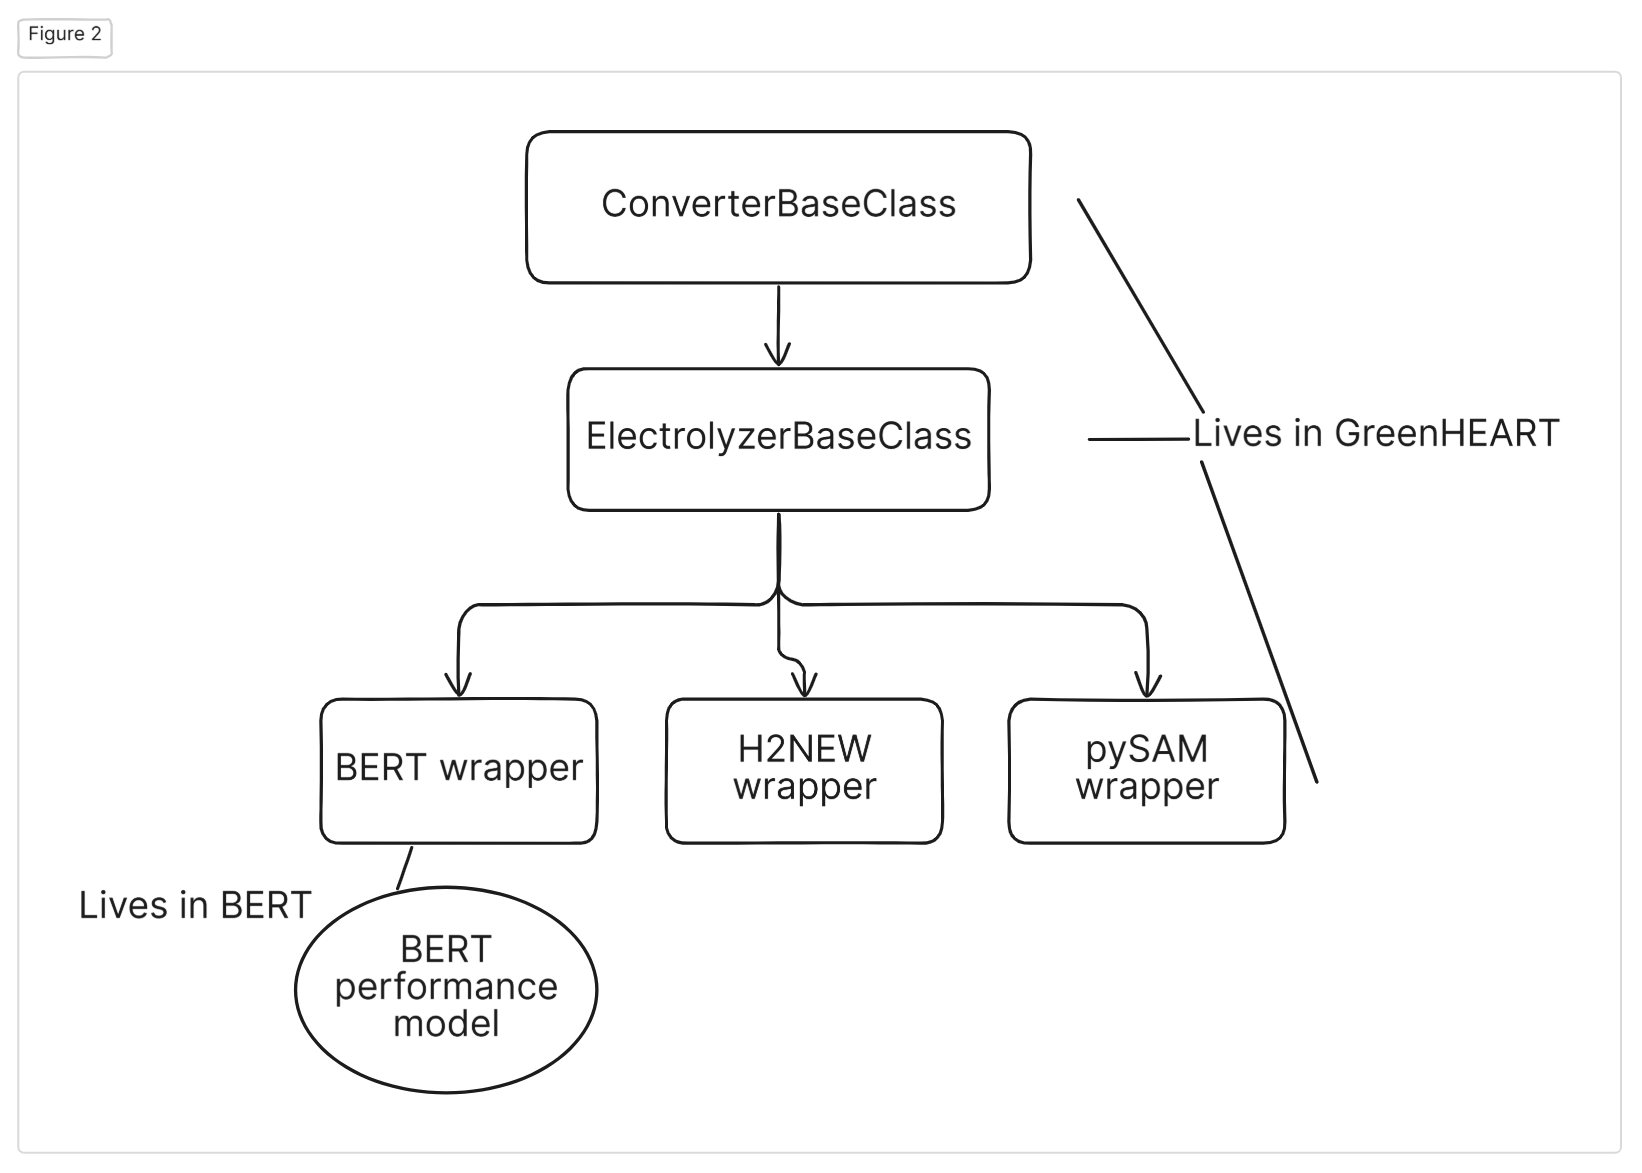 Figure 2
ConverterBaseClass
ElectrolyzerBaseClass
Lives in GreenHEART
BERT wrapper
H2NEW
wrapper
pySAM
wrapper
Lives in BERT
BERT
performance
model